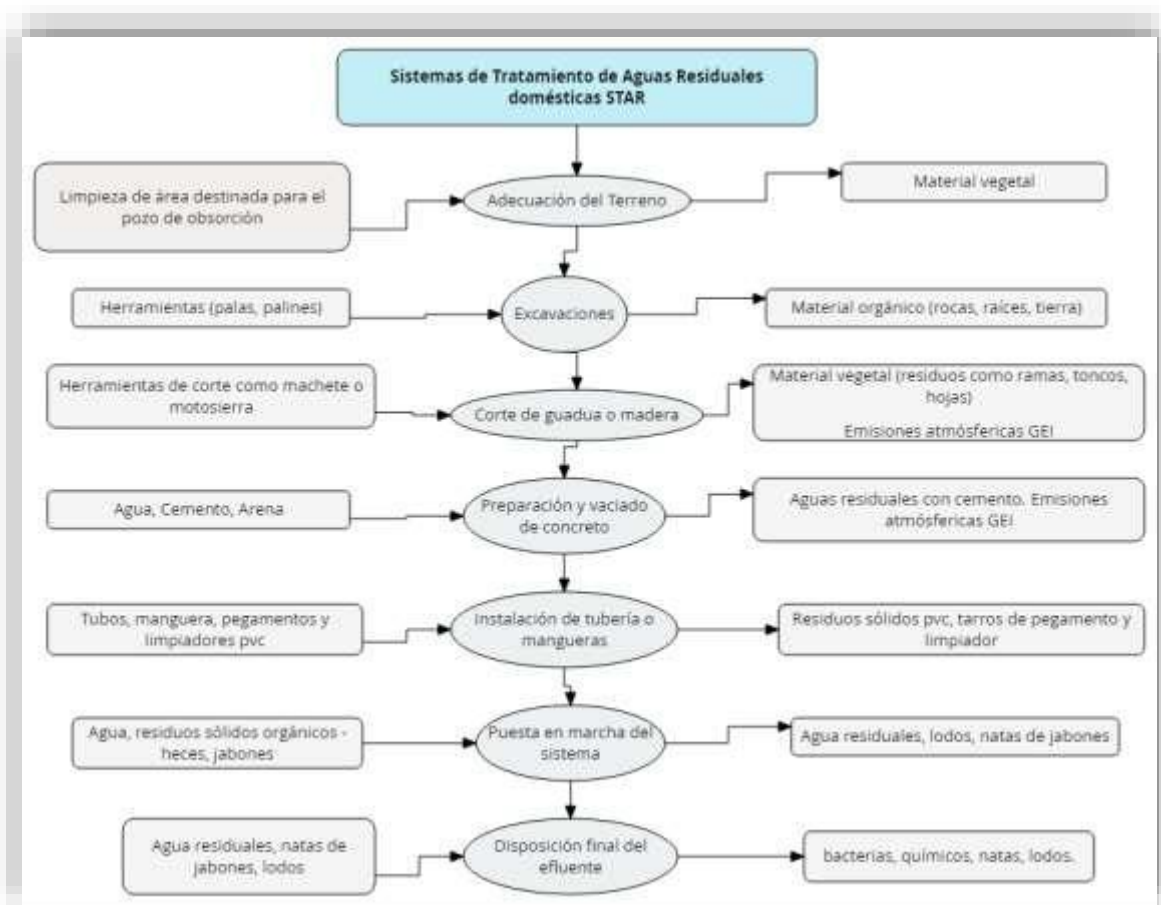 Sistemas de Tratamiento de Aguas Residuales
domésticas STAR
Limpieza de área destinada para el
pozo de obsorción
Adecuación del Terreno
Material vegetal
Herramientas (palas, palines)
Excavaciones
Material orgánico (rocas, raíces, tierra)
Herramientas de corte como machete o
motosierra
Corte de guadua o madera
Material vegetal (residuos como ramas, toncos,
hojas)
Emisiones atmósfericas GEI
Agua, Cemento, Arena
Preparación y vaciado
de concreto
Aguas residuales con cemento. Emisiones
atmósfericas GEI
Tubos, manguera, pegamentos y
limpiadores pvc
Instalación de tubería o
mangueras
Residuos sólidos pvc, tarros de pegamento y
limpiador
Agua, residuos sólidos orgánicos -
heces, jabones
Puesta en marcha del
sistema
Agua residuales, lodos, natas de jabones
Agua residuales, natas de
jabones, lodos
Disposición final del
efluente
bacterias, químicos, natas, lodos.